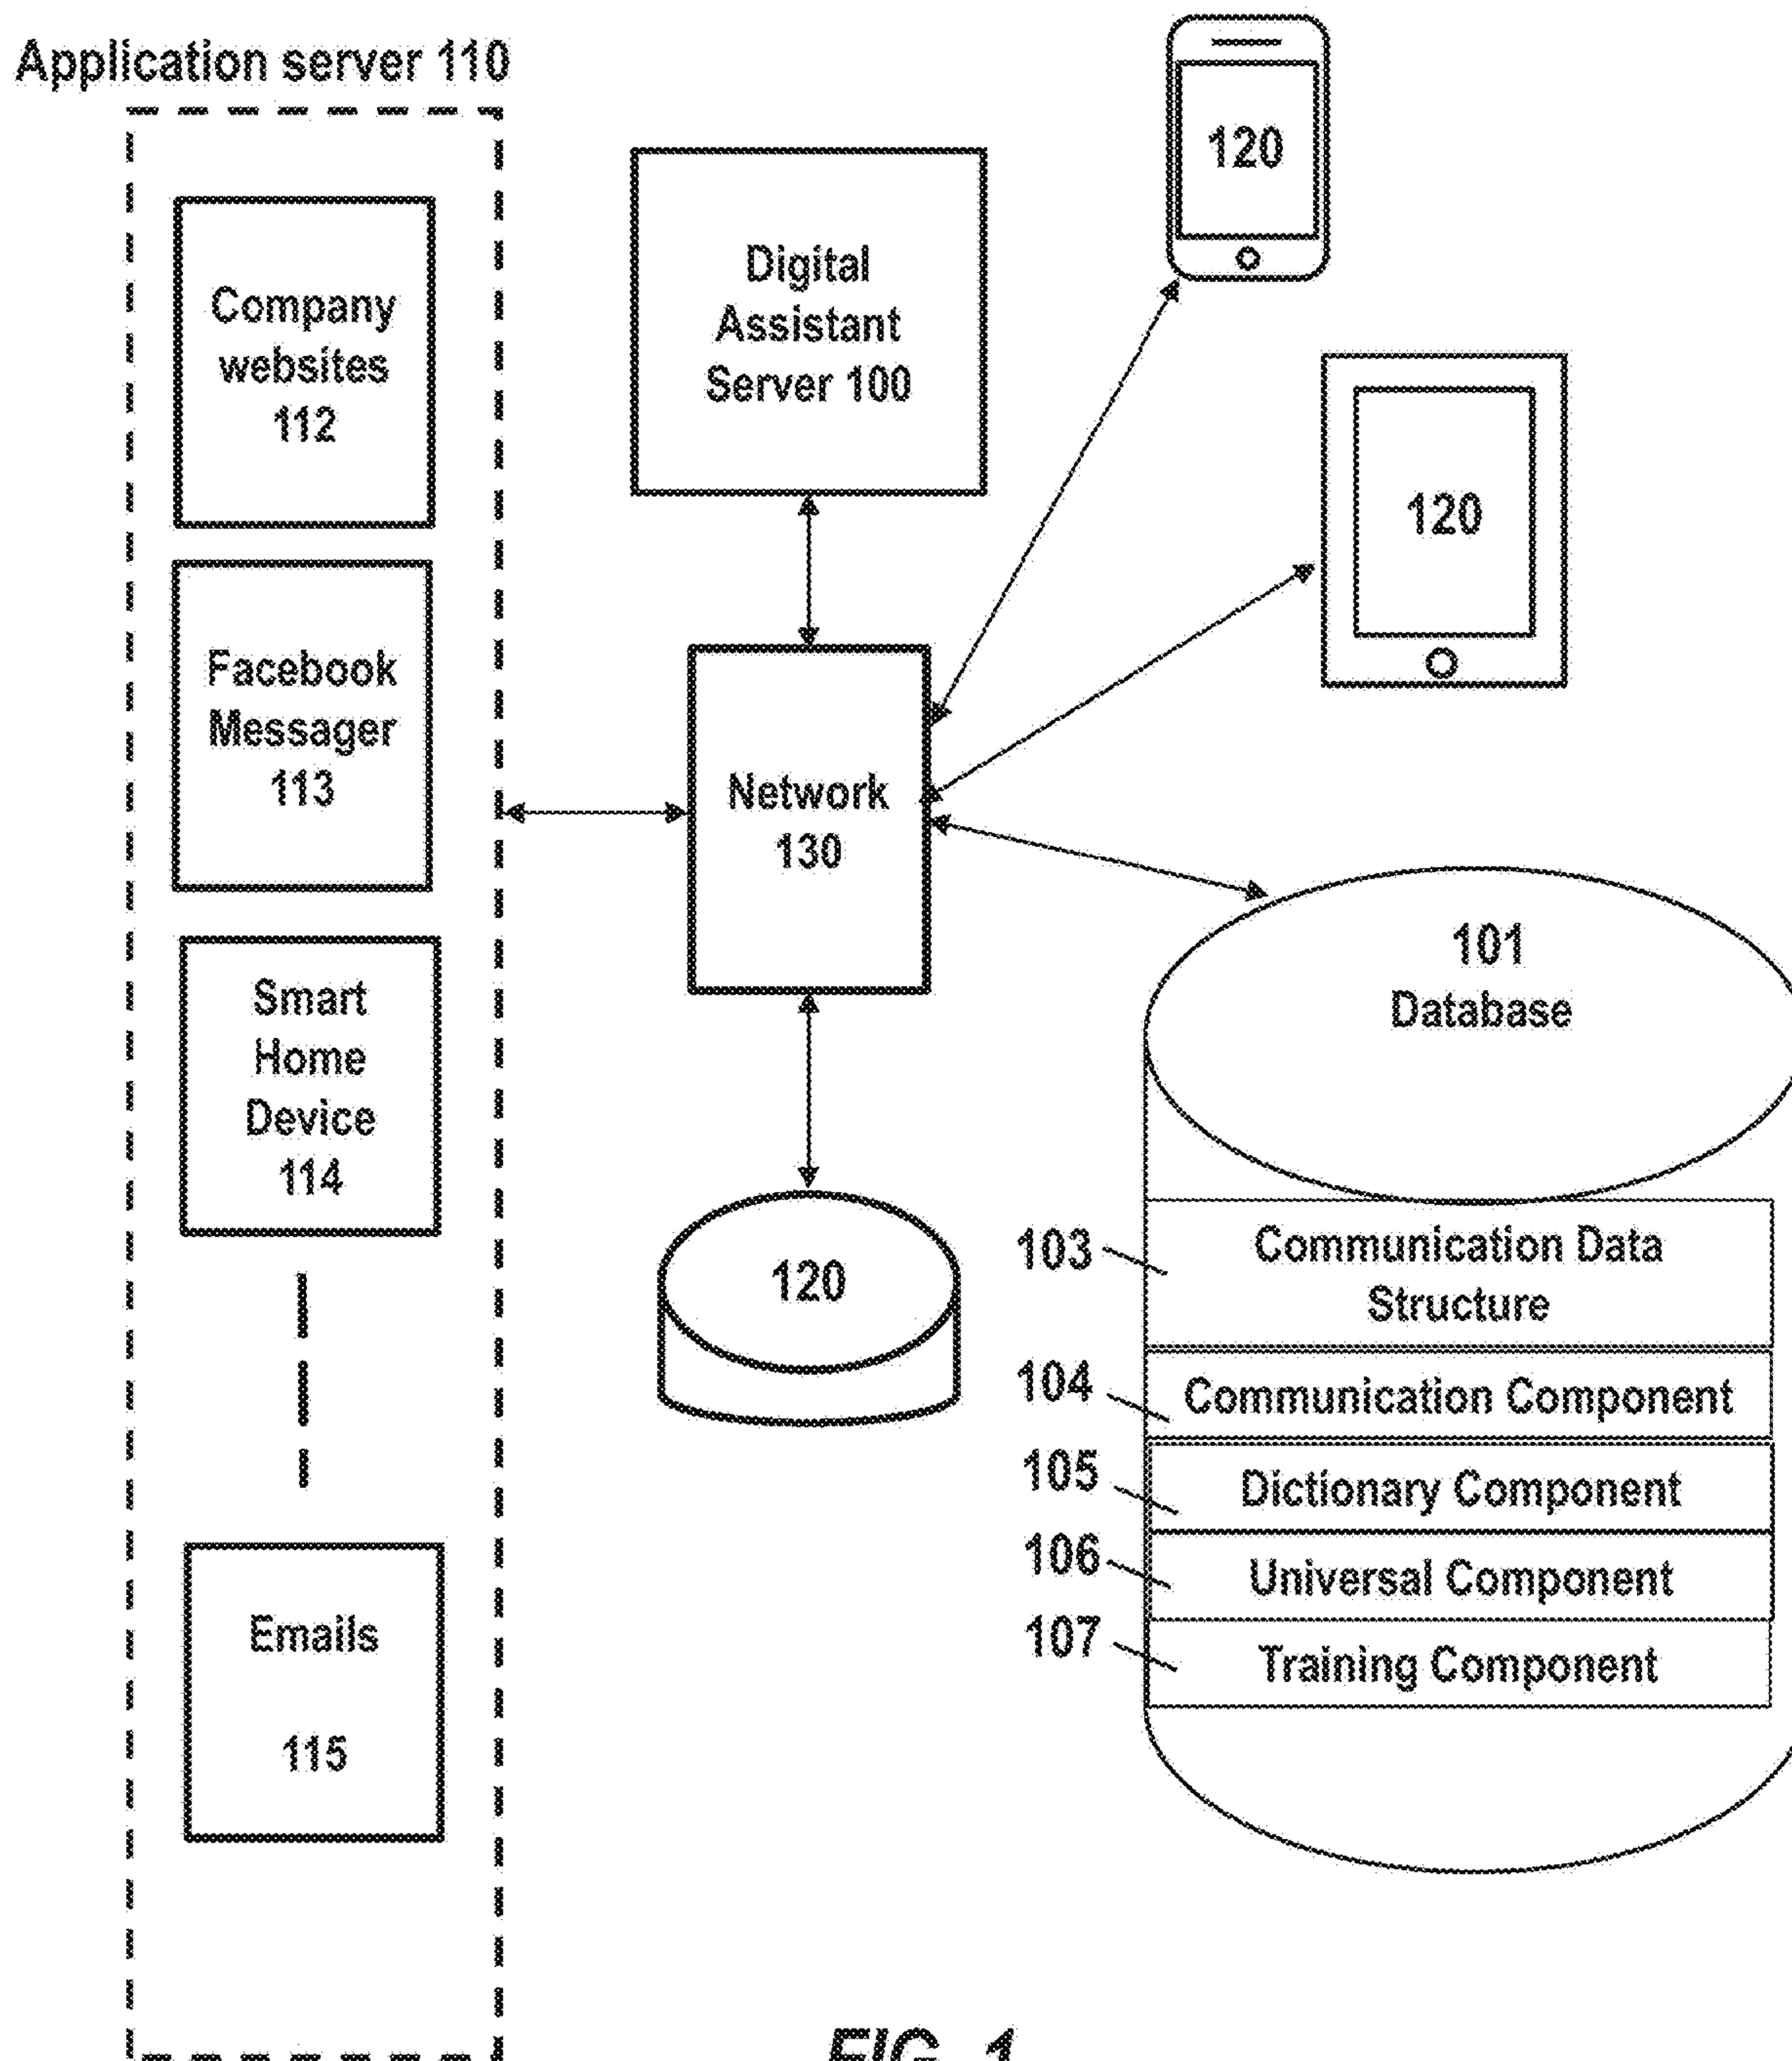 Application server 110
Company
websites
112
Facebook
Messager
113
Smart
Home
Device
114
Emails
115
Digital
Assistant
Server 100
Network
130
120
120
120
101
Database
103
Communication Data
Structure
104
Communication Component
105
Dictionary Component
106
Universal Component
107
Training Component
FIG. 1